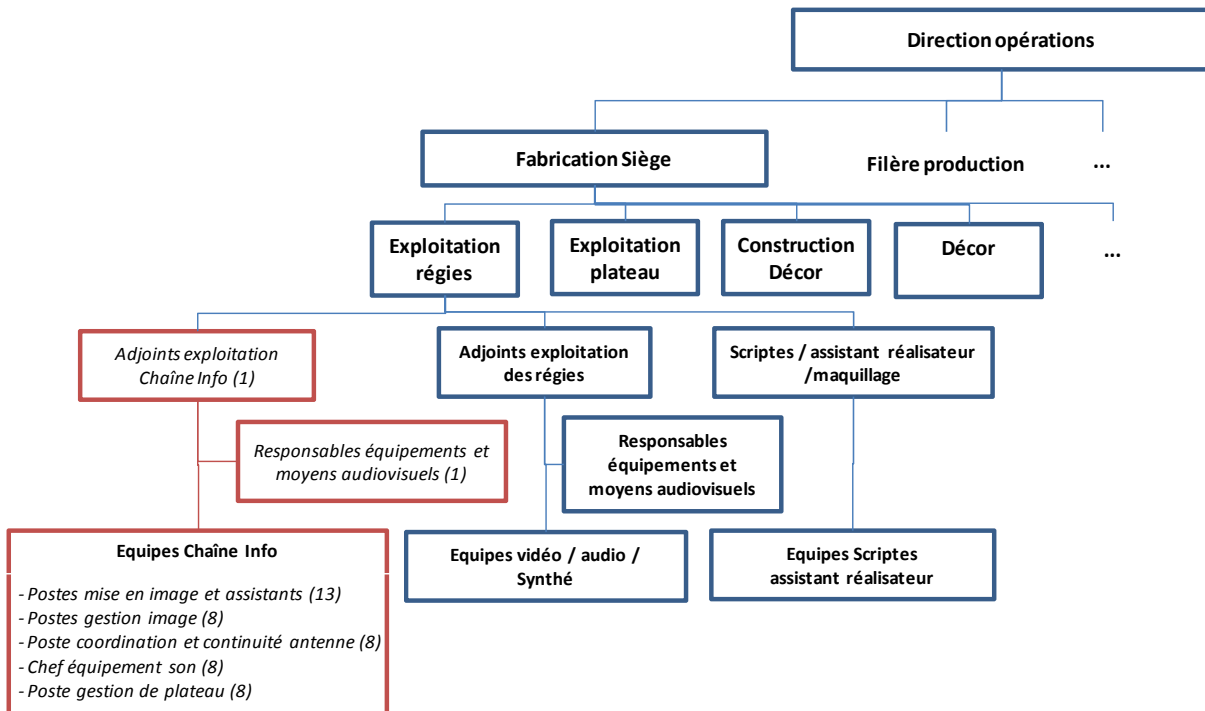 Direction opérations
Fabrication Siège
Filère production
...
Exploitation
régies
Exploitation
plateau
Construction
Décor
Décor
...
Adjoints exploitation
Chaîne Info (1)
Adjoints exploitation
des régies
Scriptes / assistant réalisateur
/maquillage
Responsables équipements et
moyens audiovisuels (1)
Responsables
équipements et
moyens audiovisuels
Equipes Chaîne Info
- Postes mise en image et assistants (13)
- Postes gestion image (8)
- Poste coordination et continuité antenne (8)
- Chef équipement son (8)
- Poste gestion de plateau (8)
Equipes vidéo / audio /
Synthé
Equipes Scriptes
assistant réalisateur